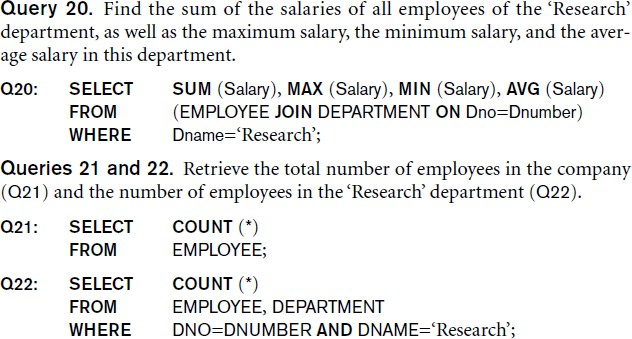 Query 20. Find the sum of the salaries of all employees of the ‘Research’
department, as well as the maximum salary, the minimum salary, and the aver-
age salary in this department.
Q20: SELECT SUM (Salary), MAX (Salary), MIN (Salary), AVG (Salary)
FROM (EMPLOYEE JOIN DEPARTMENT ON Dno=Dnumber)
WHERE Dname=‘Research’;
Queries 21 and 22. Retrieve the total number of employees in the company
(Q21) and the number of employees in the ‘Research’ department (Q22).
Q21: SELECT COUNT (*)
FROM EMPLOYEE;
Q22: SELECT COUNT (*)
FROM EMPLOYEE, DEPARTMENT
WHERE DNO=DNUMBER AND DNAME=‘Research’;